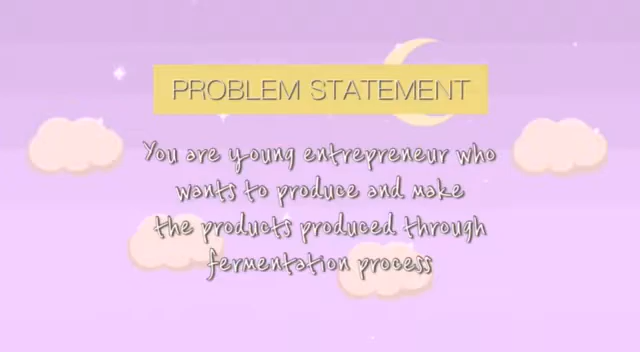 PROBLEM STATEMENT
You are young entrepreneur who
wants to produce and make
the products produced through
fermentation process